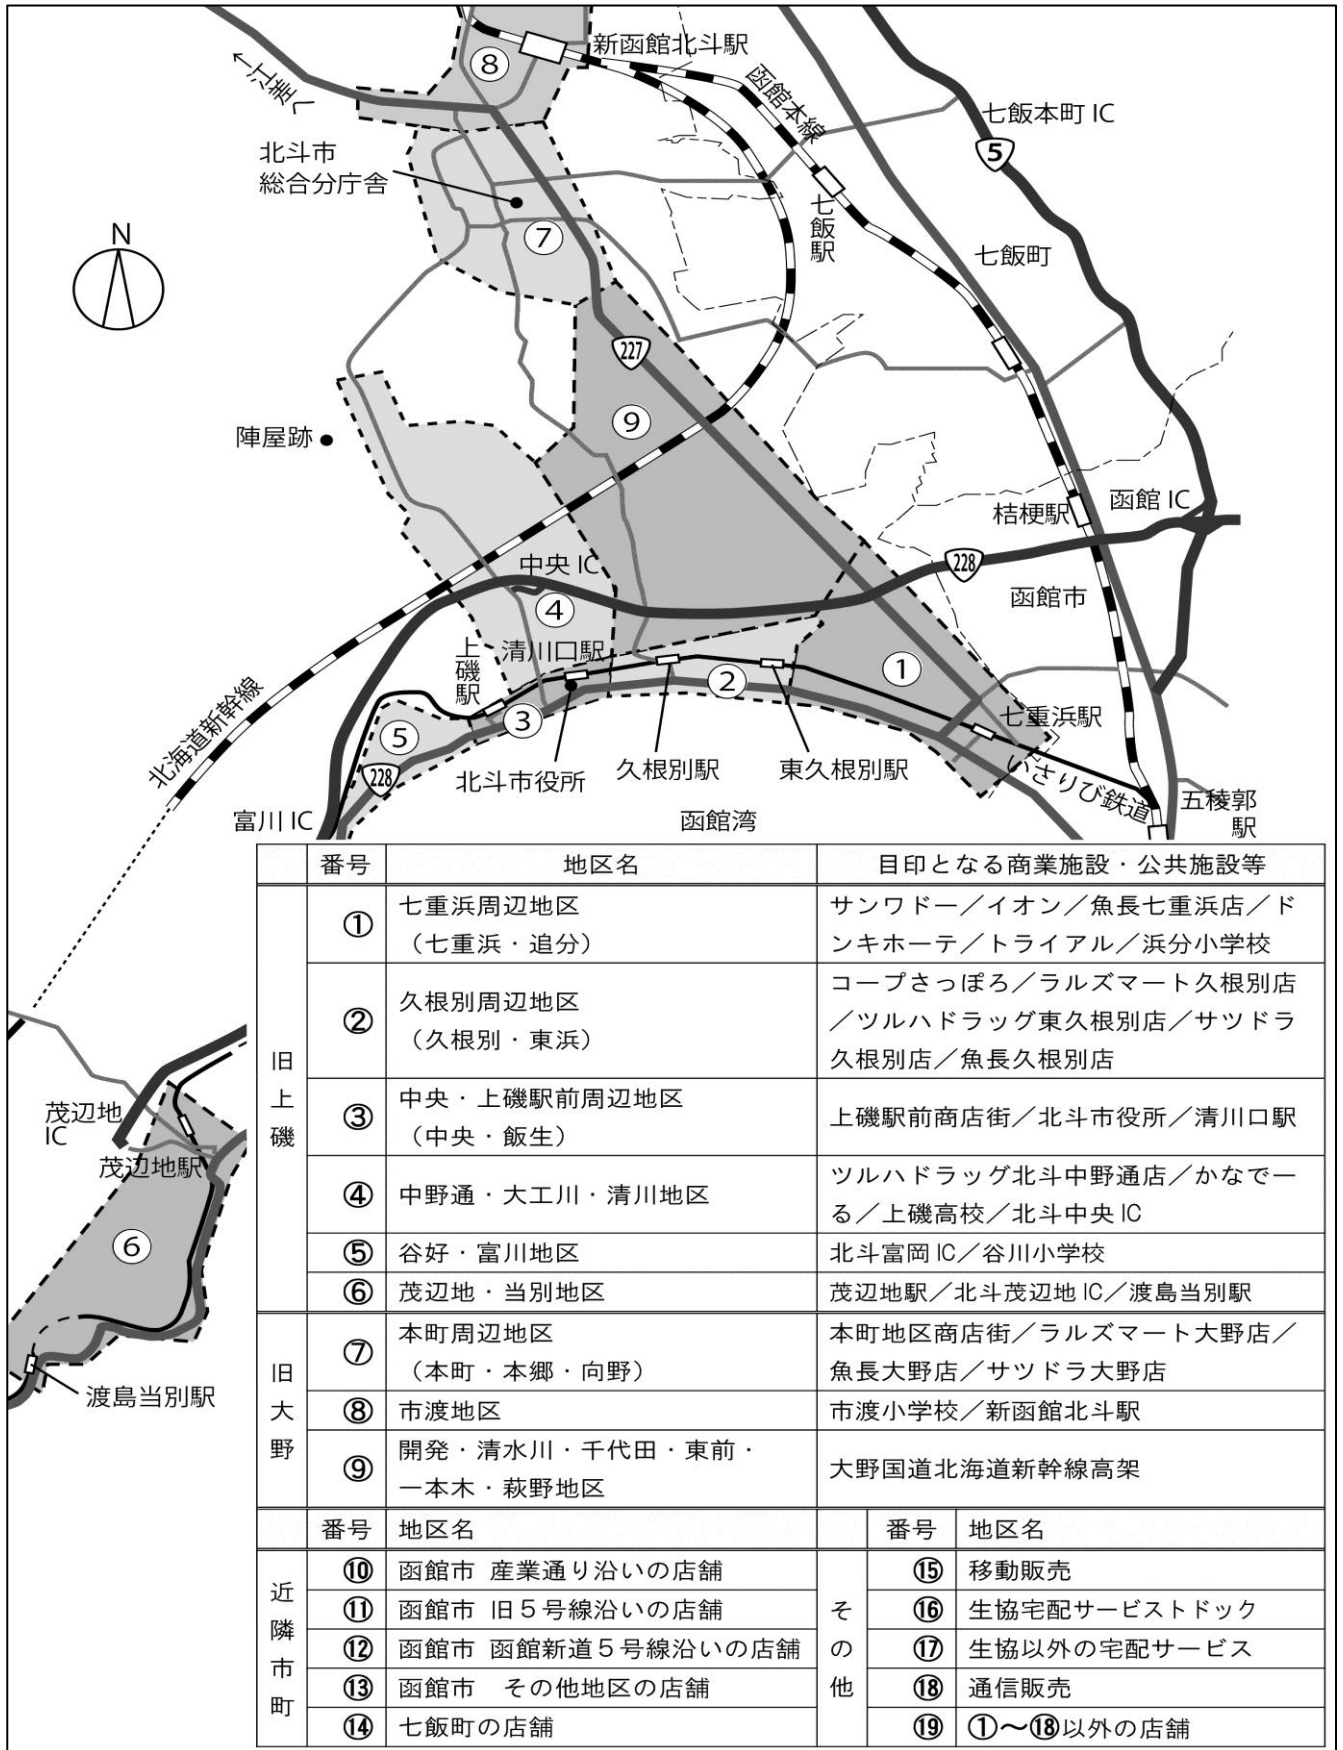 ⑧
新函館北斗駅
←江差へ
函館本線
七飯本町 IC
5
北斗市
総合分庁舎
七飯駅
⑦
N
七飯町
227
陣屋跡
⑨
桔梗駅
函館 IC
中央 IC
228
函館市
④
清川口駅
上磯駅
①
②
北海道新幹線
③
七重浜駅
⑤
228
北斗市役所
久根別駅
東久根別駅
いさりび鉄道
富川 IC
函館湾
五稜郭
駅
茂辺地
IC
茂辺地駅
⑥
渡島当別駅
番号 地区名 目印となる商業施設・公共施設等
旧上磯
① 七重浜周辺地区 サンワドー／イオン／魚長七重浜店／ド
（七重浜・追分） ンキホーテ／トライアル／浜分小学校
コープさっぽろ／ラルズマート久根別店
② 久根別周辺地区 ／ツルハドラッグ東久根別店／サツドラ
（久根別・東浜） 久根別店／魚長久根別店
③ 中央・上磯駅前周辺地区 上磯駅前商店街／北斗市役所／清川口駅
（中央・飯生）
④ 中野通・大工川・清川地区 ツルハドラッグ北斗中野通店／かなでー
る／上磯高校／北斗中央 IC
⑤ 谷好・富川地区 北斗富岡 IC／谷川小学校
⑥ 茂辺地・当別地区 茂辺地駅／北斗茂辺地 IC／渡島当別駅
旧大野
⑦ 本町周辺地区 本町地区商店街／ラルズマート大野店／
（本町・本郷・向野） 魚長大野店／サツドラ大野店
⑧ 市渡地区 市渡小学校／新函館北斗駅
⑨ 開発・清水川・千代田・東前・ 大野国道北海道新幹線高架
一本木・萩野地区
番号 地区名 番号 地区名
近隣市町 その他
⑩ 函館市 産業通り沿いの店舗 ⑮ 移動販売
⑪ 函館市 旧５号線沿いの店舗 ⑯ 生協宅配サービストドック
⑫ 函館市 函館新道５号線沿いの店舗 ⑰ 生協以外の宅配サービス
⑬ 函館市 その他地区の店舗 ⑱ 通信販売
⑭ 七飯町の店舗 ⑲ ①～⑱以外の店舗